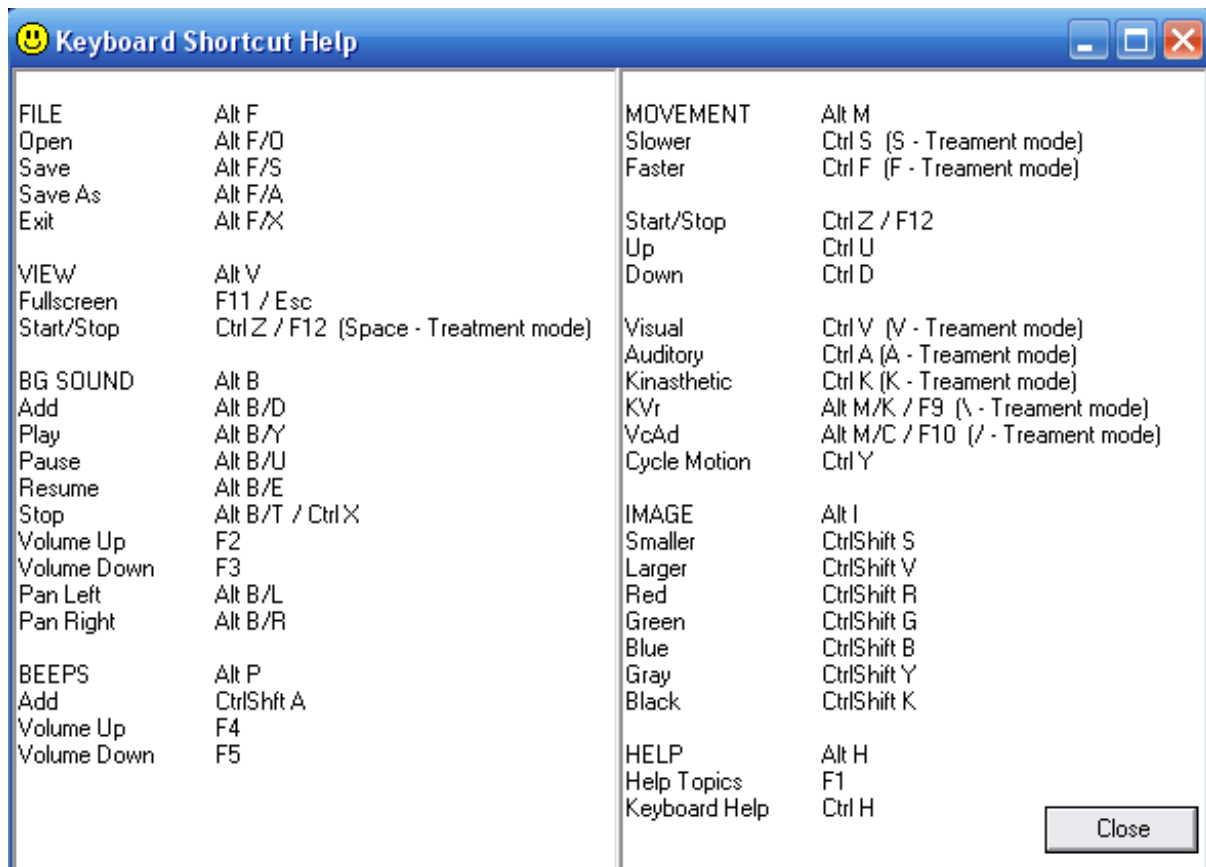 Keyboard Shortcut Help
FILE Alt F
Open Alt F/O
Save Alt F/S
Save As Alt F/A
Exit Alt F/X
VIEW Alt V
Fullscreen F11 / Esc
Start/Stop Ctrl Z / F12 (Space - Treatment mode)
BG SOUND Alt B
Add Alt B/D
Play Alt B/Y
Pause Alt B/U
Resume Alt B/E
Stop Alt B/T / Ctrl X
Volume Up F2
Volume Down F3
Pan Left Alt B/L
Pan Right Alt B/R
BEEPS Alt P
Add CtrlShft A
Volume Up F4
Volume Down F5
MOVEMENT Alt M
Slower Ctrl S (S - Treament mode)
Faster Ctrl F (F - Treament mode)
Start/Stop Ctrl Z / F12
Up Ctrl U
Down Ctrl D
Visual Ctrl V (V - Treament mode)
Auditory Ctrl A (A - Treament mode)
Kinasthetic Ctrl K (K - Treament mode)
KVr Alt M/K / F9 (\ - Treament mode)
VcAd Alt M/C / F10 (/ - Treament mode)
Cycle Motion Ctrl Y
IMAGE Alt I
Smaller CtrlShift S
Larger CtrlShift V
Red CtrlShift R
Green CtrlShift G
Blue CtrlShift B
Gray CtrlShift Y
Black CtrlShift K
HELP Alt H
Help Topics F1
Keyboard Help Ctrl H
Close